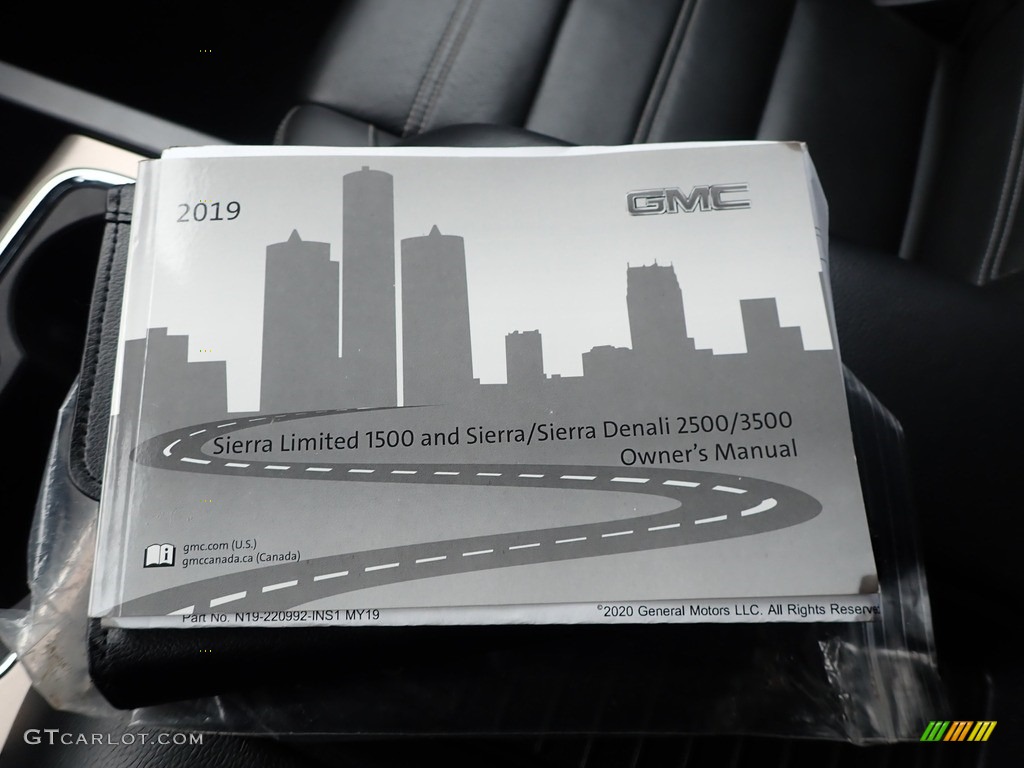 2019
GMC
Sierra Limited 1500 and Sierra/Sierra Denali 2500/3500
Owner's Manual
gmc.com (U.S.)
gmccanada.ca (Canada)
Part No. N19-220992-INS1 MY19
©2020 General Motors LLC. All Rights Reserve
GTCARLOT.COM